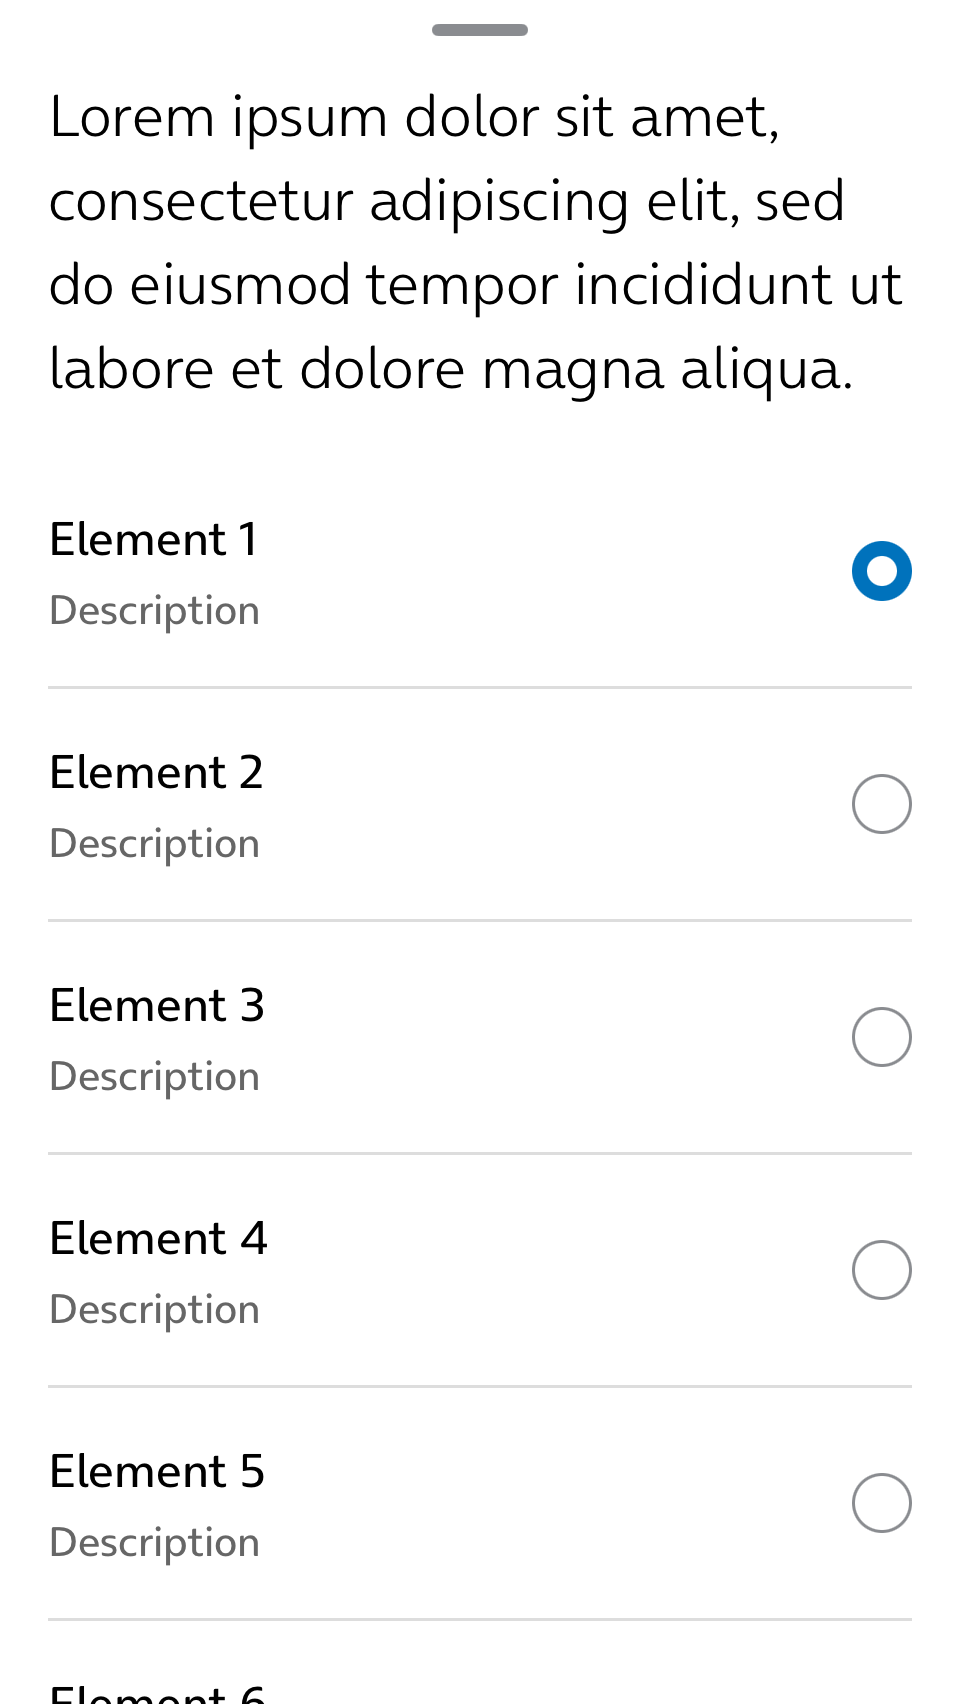 Lorem ipsum dolor sit amet,
consectetur adipiscing elit, sed
do eiusmod tempor incididunt ut
labore et dolore magna aliqua.
Element 1
Description
Element 2
Description
Element 3
Description
Element 4
Description
Element 5
Description
Element 6